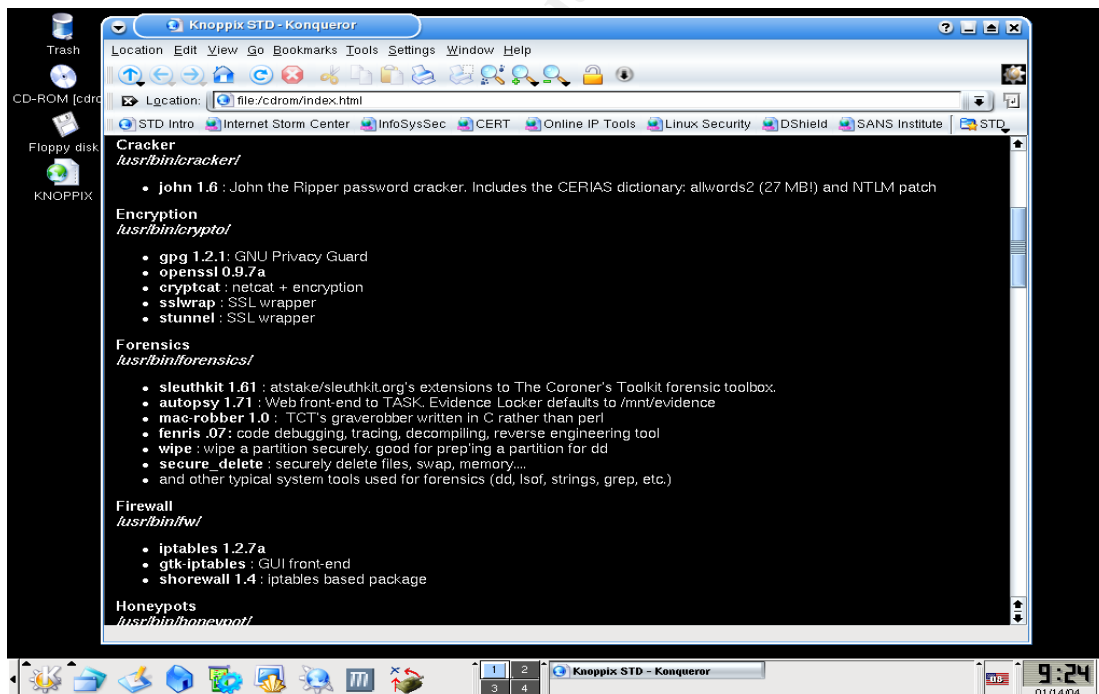 Trash
CD-ROM [cdro
Floppy disk
KNOPPIX
Knoppix STD - Konqueror
Location Edit View Go Bookmarks Tools Settings Window Help
Location: file:/cdrom/index.html
STD Intro Internet Storm Center InfoSysSec CERT Online IP Tools Linux Security DShield SANS Institute STD
Cracker
/usr/bin/cracker/
• john 1.6 : John the Ripper password cracker. Includes the CERIAS dictionary: allwords2 (27 MB!) and NTLM patch
Encryption
/usr/bin/crypto/
• gpg 1.2.1: GNU Privacy Guard
• openssl 0.9.7a
• cryptcat : netcat + encryption
• sslwrap : SSL wrapper
• stunnel : SSL wrapper
Forensics
/usr/bin/forensics/
• sleuthkit 1.61 : atstake/sleuthkit.org's extensions to The Coroner's Toolkit forensic toolbox.
• autopsy 1.71 : Web front-end to TASK. Evidence Locker defaults to /mnt/evidence
• mac-robber 1.0 : TCT's graverobber written in C rather than perl
• fenris .07: code debugging, tracing, decompiling, reverse engineering tool
• wipe : wipe a partition securely. good for prep'ing a partition for dd
• secure_delete : securely delete files, swap, memory....
• and other typical system tools used for forensics (dd, lsof, strings, grep, etc.)
Firewall
/usr/bin/fw/
• iptables 1.2.7a
• gtk-iptables : GUI front-end
• shorewall 1.4 : iptables based package
Honeypots
/usr/bin/honeypot/
1 2
3 4
Knoppix STD - Konqueror
us
9:24
01/14/04